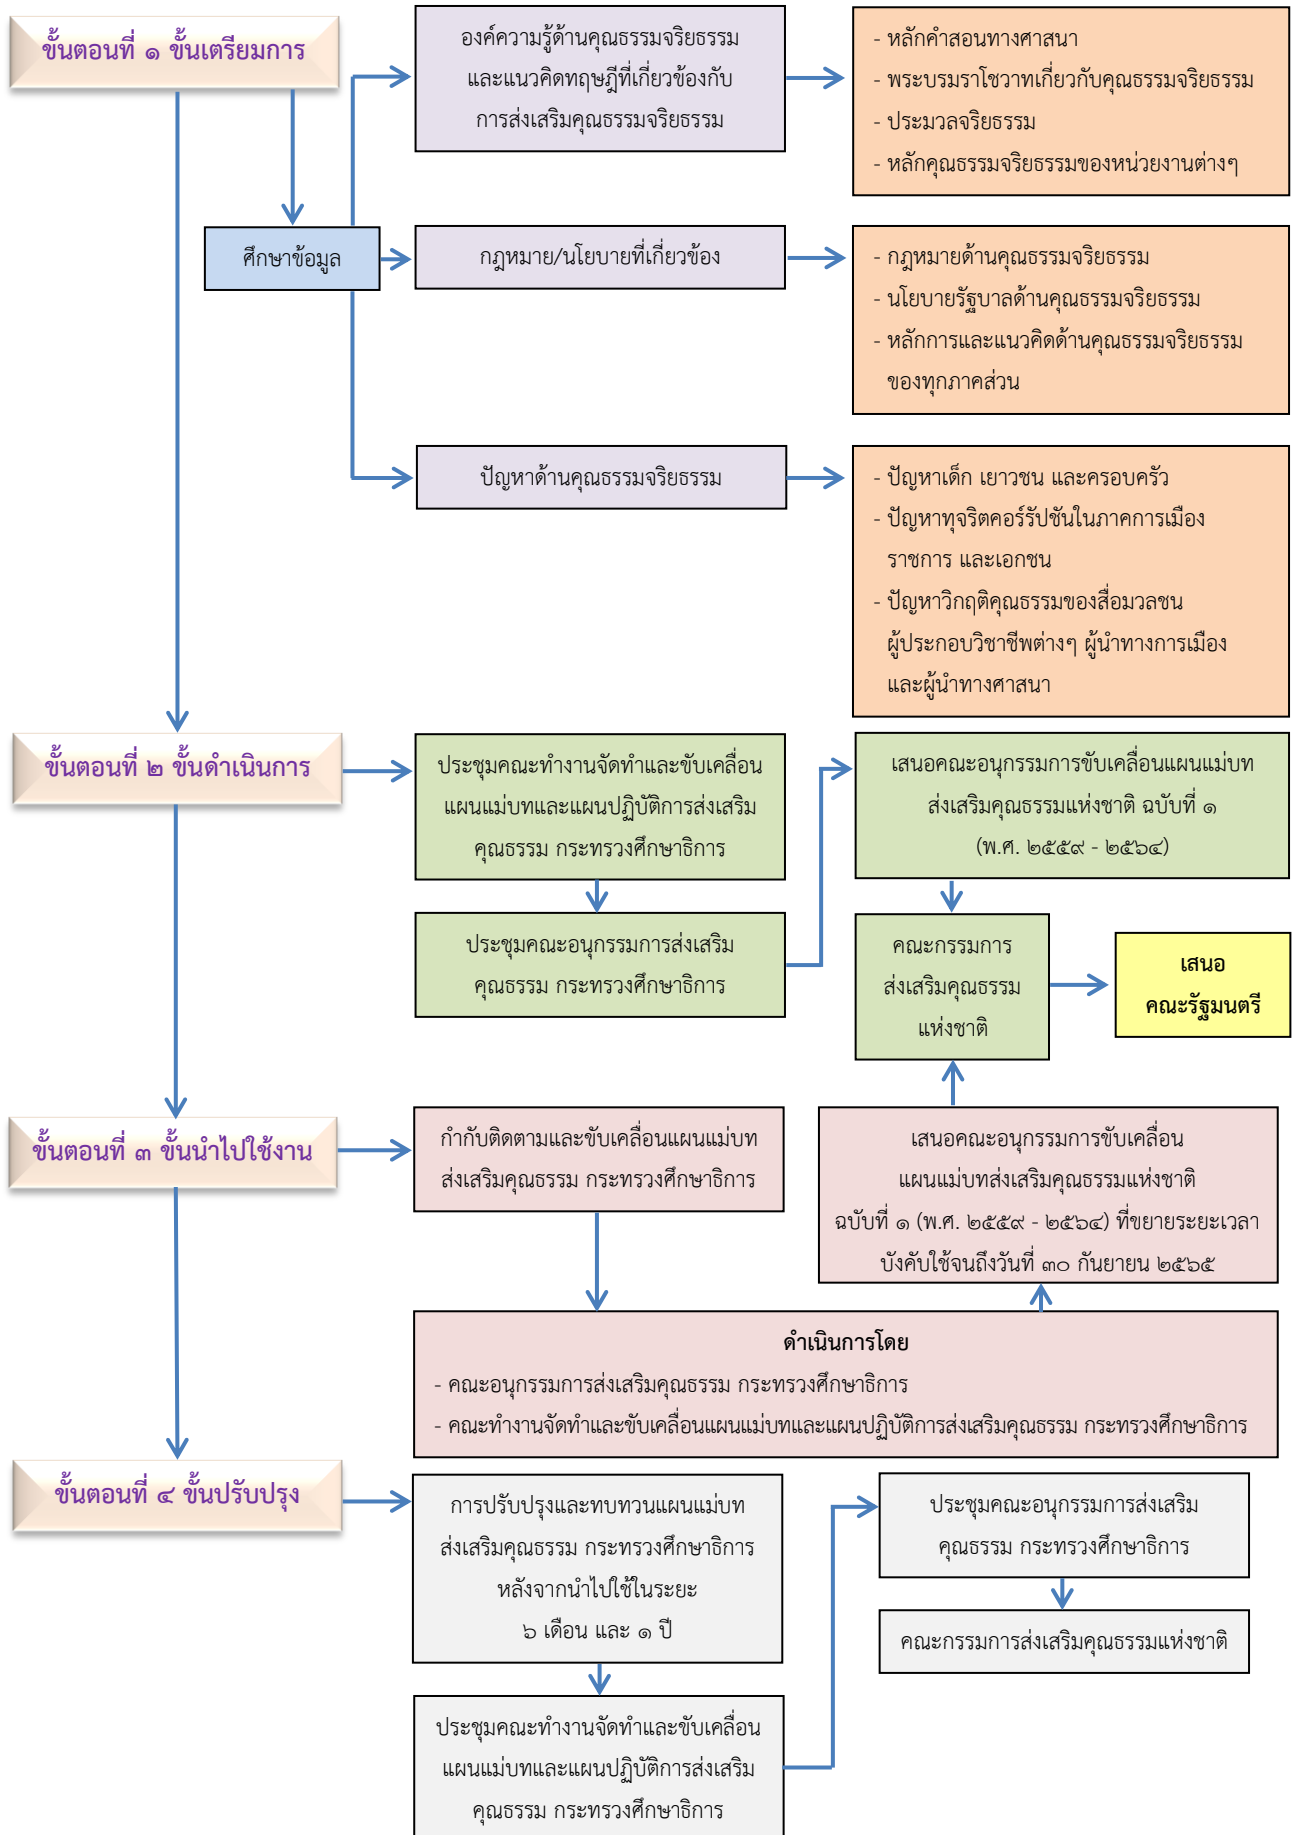 ขั้นตอนที่ ๑ ขั้นเตรียมการ
องค์ความรู้ด้านคุณธรรมจริยธรรม
และแนวคิดทฤษฎีที่เกี่ยวข้องกับ
การส่งเสริมคุณธรรมจริยธรรม
- หลักคำสอนทางศาสนา
- พระบรมราโชวาทเกี่ยวกับคุณธรรมจริยธรรม
- ประมวลจริยธรรม
- หลักคุณธรรมจริยธรรมของหน่วยงานต่างๆ
ศึกษาข้อมูล
กฎหมาย/นโยบายที่เกี่ยวข้อง
- กฎหมายด้านคุณธรรมจริยธรรม
- นโยบายรัฐบาลด้านคุณธรรมจริยธรรม
- หลักการและแนวคิดด้านคุณธรรมจริยธรรม
ของทุกภาคส่วน
ปัญหาด้านคุณธรรมจริยธรรม
- ปัญหาเด็ก เยาวชน และครอบครัว
- ปัญหาทุจริตคอร์รัปชันในภาคการเมือง
ราชการ และเอกชน
- ปัญหาวิกฤติคุณธรรมของสื่อมวลชน
ผู้ประกอบวิชาชีพต่างๆ ผู้นำทางการเมือง
และผู้นำทางศาสนา
ขั้นตอนที่ ๒ ขั้นดำเนินการ
ประชุมคณะทำงานจัดทำและขับเคลื่อน
แผนแม่บทและแผนปฏิบัติการส่งเสริม
คุณธรรม กระทรวงศึกษาธิการ
ประชุมคณะอนุกรรมการส่งเสริม
คุณธรรม กระทรวงศึกษาธิการ
เสนอคณะอนุกรรมการขับเคลื่อนแผนแม่บท
ส่งเสริมคุณธรรมแห่งชาติ ฉบับที่ ๑
(พ.ศ. ๒๕๕๙ - ๒๕๖๔)
คณะกรรมการ
ส่งเสริมคุณธรรม
แห่งชาติ
เสนอ
คณะรัฐมนตรี
ขั้นตอนที่ ๓ ขั้นนำไปใช้งาน
กำกับติดตามและขับเคลื่อนแผนแม่บท
ส่งเสริมคุณธรรม กระทรวงศึกษาธิการ
เสนอคณะอนุกรรมการขับเคลื่อน
แผนแม่บทส่งเสริมคุณธรรมแห่งชาติ
ฉบับที่ ๑ (พ.ศ. ๒๕๕๙ - ๒๕๖๔) ที่ขยายระยะเวลา
บังคับใช้จนถึงวันที่ ๓๐ กันยายน ๒๕๖๕
ดำเนินการโดย
- คณะอนุกรรมการส่งเสริมคุณธรรม กระทรวงศึกษาธิการ
- คณะทำงานจัดทำและขับเคลื่อนแผนแม่บทและแผนปฏิบัติการส่งเสริมคุณธรรม กระทรวงศึกษาธิการ
ขั้นตอนที่ ๔ ขั้นปรับปรุง
การปรับปรุงและทบทวนแผนแม่บท
ส่งเสริมคุณธรรม กระทรวงศึกษาธิการ
หลังจากนำไปใช้ในระยะ
๖ เดือน และ ๑ ปี
ประชุมคณะทำงานจัดทำและขับเคลื่อน
แผนแม่บทและแผนปฏิบัติการส่งเสริม
คุณธรรม กระทรวงศึกษาธิการ
ประชุมคณะอนุกรรมการส่งเสริม
คุณธรรม กระทรวงศึกษาธิการ
คณะกรรมการส่งเสริมคุณธรรมแห่งชาติ